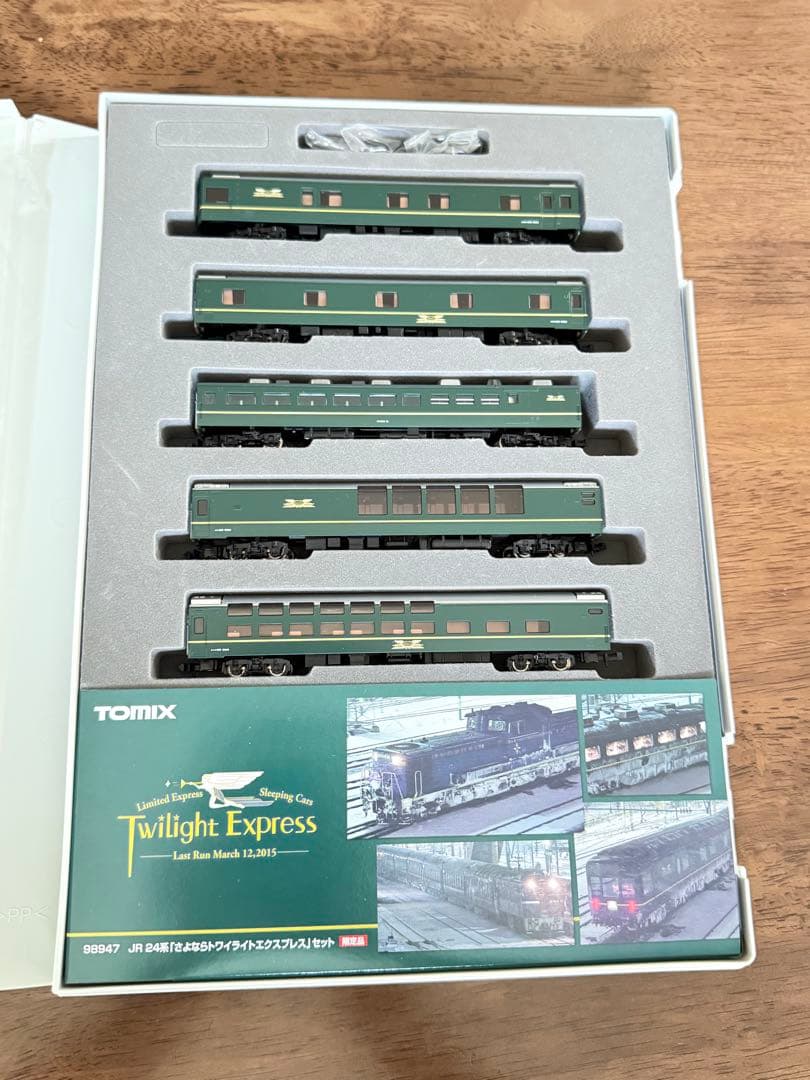 TOMIX
Limited Express Sleeping Cars
Twilight Express
Last Run March 12,2015
98947 JR 24系「さよならトワイライトエクスプレス」セット 限定品
>PP<